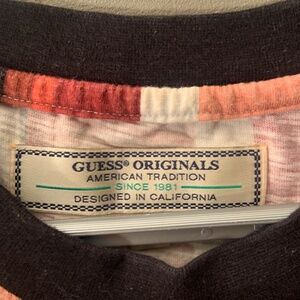 GUESS® ORIGINALS
AMERICAN TRADITION
SINCE 1981
DESIGNED IN CALIFORNIA